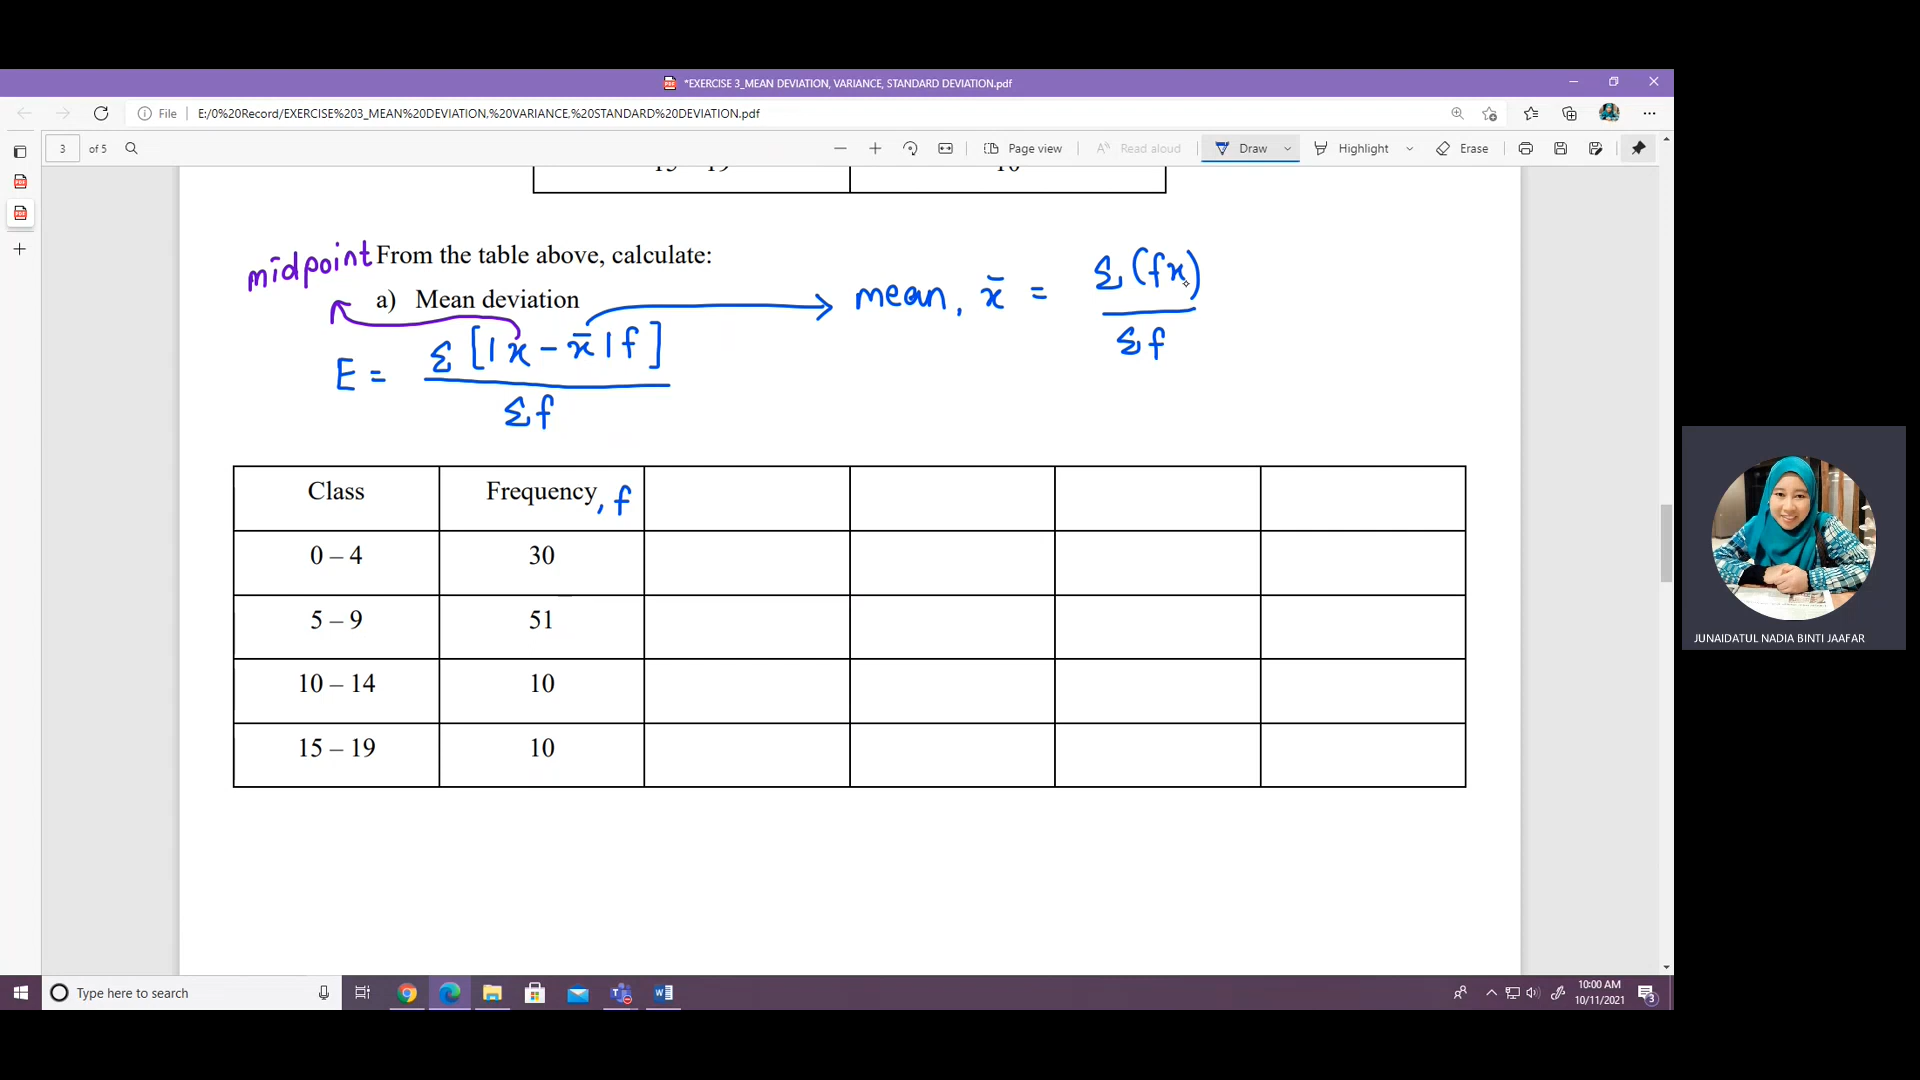 *EXERCISE 3_MEAN DEVIATION, VARIANCE, STANDARD DEVIATION.pdf
File E:/0%20Record/EXERCISE%203_MEAN%20DEVIATION,%20VARIANCE,%20STANDARD%20DEVIATION.pdf
3 of 5 Page view Read aloud Draw Highlight Erase
midpoint From the table above, calculate:
a) Mean deviation
mean, x̄ = Σ(fx) / Σf
E = Σ[|x - x̄|f] / Σf
Class Frequency, f
0 – 4 30
5 – 9 51
10 – 14 10
15 – 19 10
JUNAIDATUL NADIA BINTI JAAFAR
Type here to search
10:00 AM
10/11/2021
3